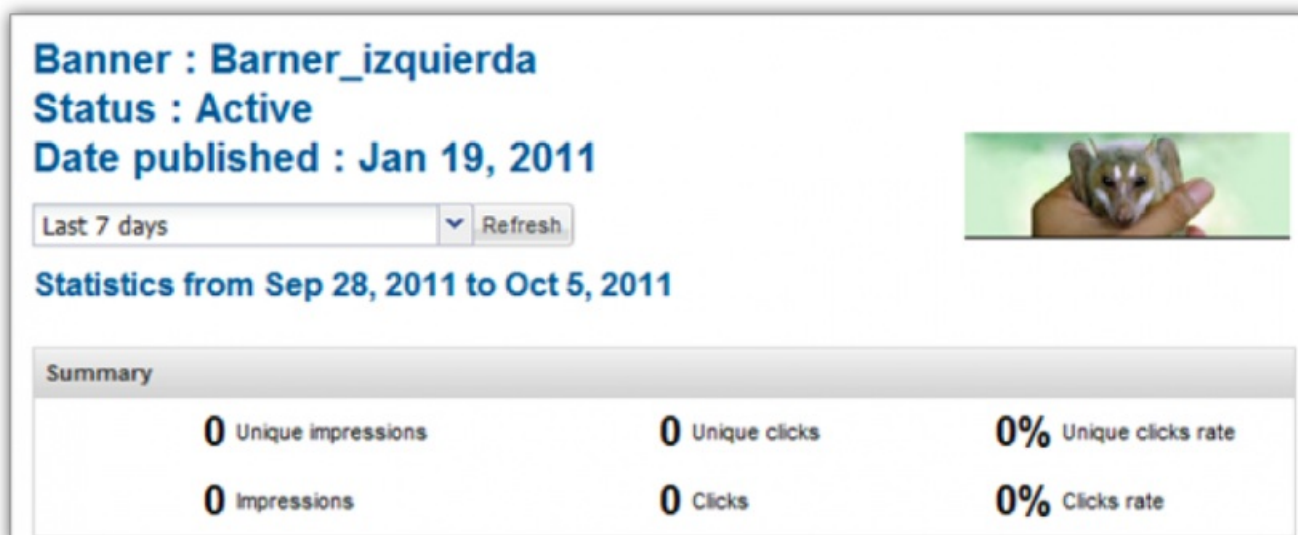 Banner : Barner_izquierda
Status : Active
Date published : Jan 19, 2011
Last 7 days Refresh
Statistics from Sep 28, 2011 to Oct 5, 2011
Summary
0 Unique impressions 0 Unique clicks 0% Unique clicks rate
0 Impressions 0 Clicks 0% Clicks rate